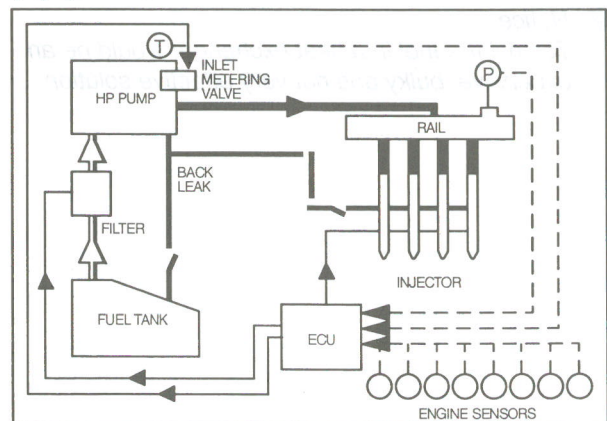 T
INLET
METERING
VALVE
HP PUMP
P
RAIL
BACK
LEAK
FILTER
INJECTOR
FUEL TANK
ECU
ENGINE SENSORS